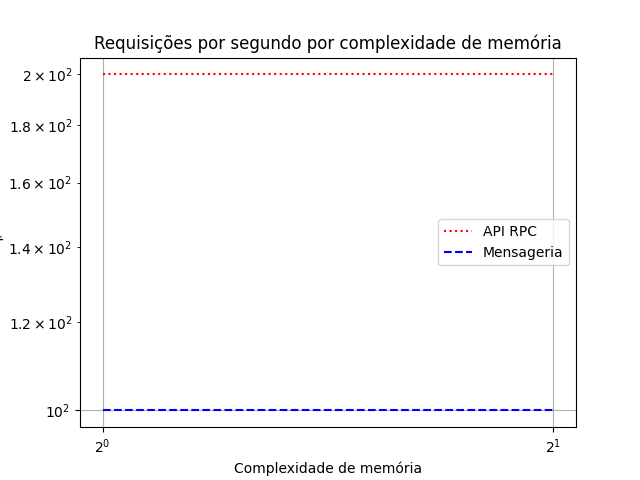 Requisições por segundo por complexidade de memória
2 × 10²
1.8 × 10²
1.6 × 10²
1.4 × 10²
1.2 × 10²
10²
API RPC
Mensageria
2⁰ 2¹
Complexidade de memória